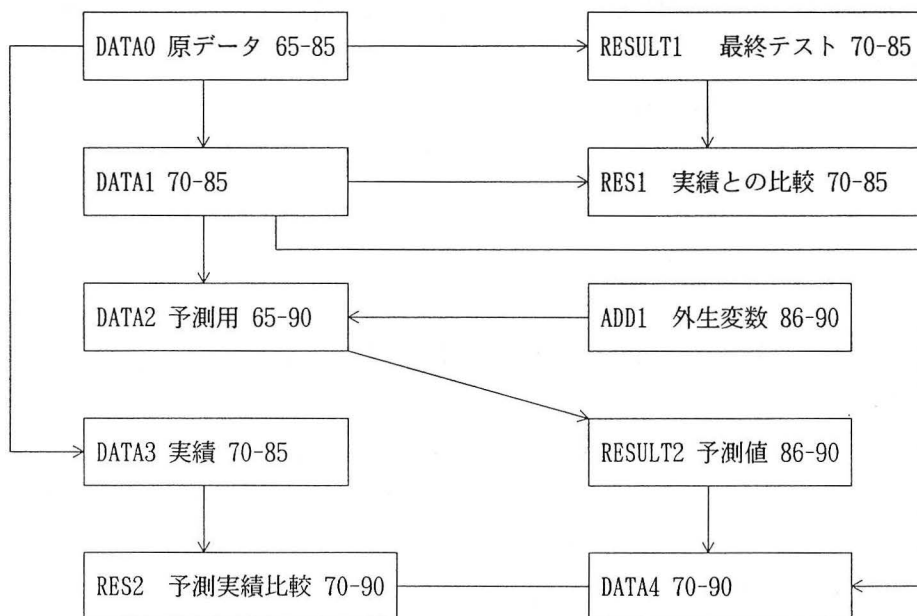 DATA0 原データ 65-85
RESULT1 最終テスト 70-85
DATA1 70-85
RES1 実績との比較 70-85
DATA2 予測用 65-90
ADD1 外生変数 86-90
DATA3 実績 70-85
RESULT2 予測値 86-90
RES2 予測実績比較 70-90
DATA4 70-90